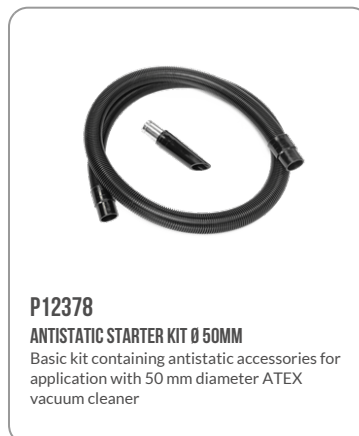 P12378
ANTISTATIC STARTER KIT Ø 50MM
Basic kit containing antistatic accessories for
application with 50 mm diameter ATEX
vacuum cleaner